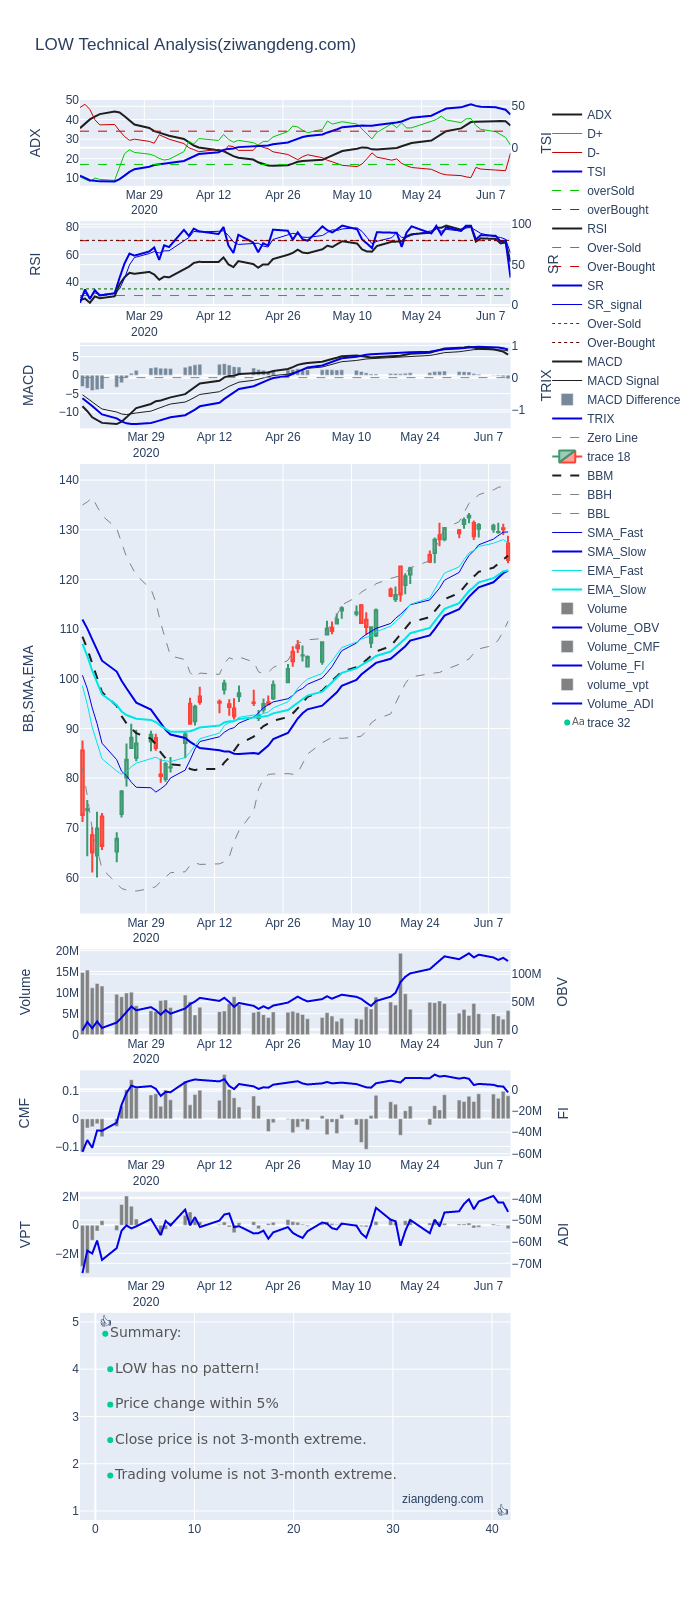 LOW Technical Analysis(ziwangdeng.com)
ADX
50
40
30
20
10
50
0
TSI
Mar 29
2020
Apr 12
Apr 26
May 10
May 24
Jun 7
RSI
80
60
40
100
50
0
SR
Mar 29
2020
Apr 12
Apr 26
May 10
May 24
Jun 7
MACD
5
0
−5
−10
1
0
−1
TRIX
Mar 29
2020
Apr 12
Apr 26
May 10
May 24
Jun 7
BB,SMA,EMA
140
130
120
110
100
90
80
70
60
Mar 29
2020
Apr 12
Apr 26
May 10
May 24
Jun 7
Volume
20M
15M
10M
5M
0
100M
50M
0
OBV
Mar 29
2020
Apr 12
Apr 26
May 10
May 24
Jun 7
CMF
0.1
0
−0.1
0
−20M
−40M
−60M
FI
Mar 29
2020
Apr 12
Apr 26
May 10
May 24
Jun 7
VPT
2M
0
−2M
−40M
−50M
−60M
−70M
ADI
Mar 29
2020
Apr 12
Apr 26
May 10
May 24
Jun 7
5
4
3
2
1
👍
Summary:
LOW has no pattern!
Price change within 5%
Close price is not 3-month extreme.
Trading volume is not 3-month extreme.
ziangdeng.com
👍
0
10
20
30
40
ADX
D+
D-
TSI
overSold
overBought
RSI
Over-Sold
Over-Bought
SR
SR_signal
Over-Sold
Over-Bought
MACD
MACD Signal
MACD Difference
TRIX
Zero Line
trace 18
BBM
BBH
BBL
SMA_Fast
SMA_Slow
EMA_Fast
EMA_Slow
Volume
Volume_OBV
Volume_CMF
Volume_FI
volume_vpt
Volume_ADI
Aa trace 32